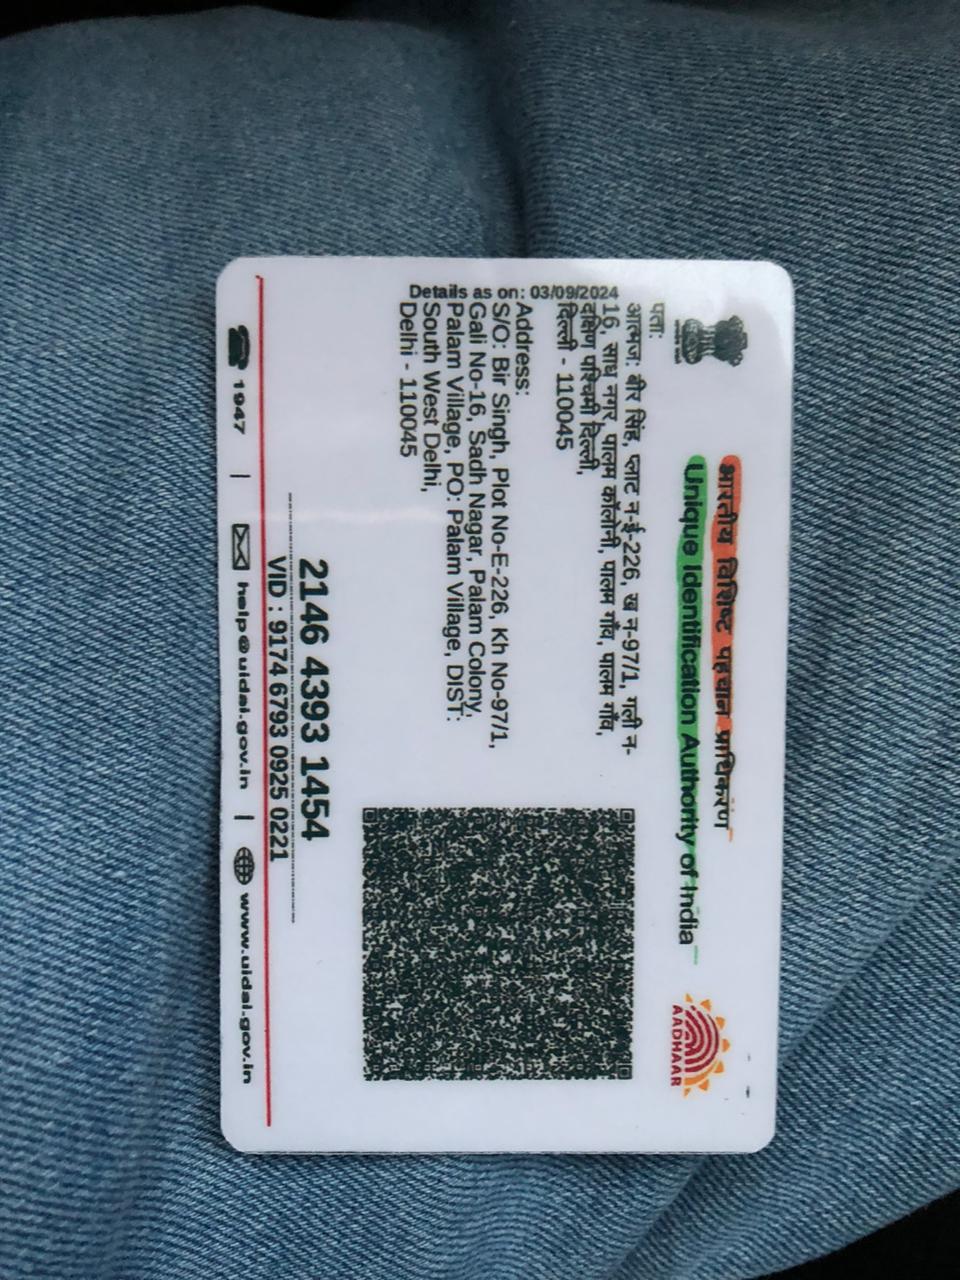 भारतीय विशिष्ट पहचान प्राधिकरण
Unique Identification Authority of India
AADHAAR
Details as on: 03/09/2024
पता:
आत्मज: बीर सिंह, प्लाट न-ई-226, ख न-97/1, गली न-
16, साध नगर, पालम कॉलोनी, पालम गाँव, पालम गाँव,
दक्षिण पश्चिमी दिल्ली,
दिल्ली - 110045
Address:
S/O: Bir Singh, Plot No-E-226, Kh No-97/1,
Gali No-16, Sadh Nagar, Palam Colony,
Palam Village, PO: Palam Village, DIST:
South West Delhi,
Delhi - 110045
2146 4393 1454
VID : 9174 6793 0925 0221
1947 | help@uidai.gov.in | www.uidai.gov.in